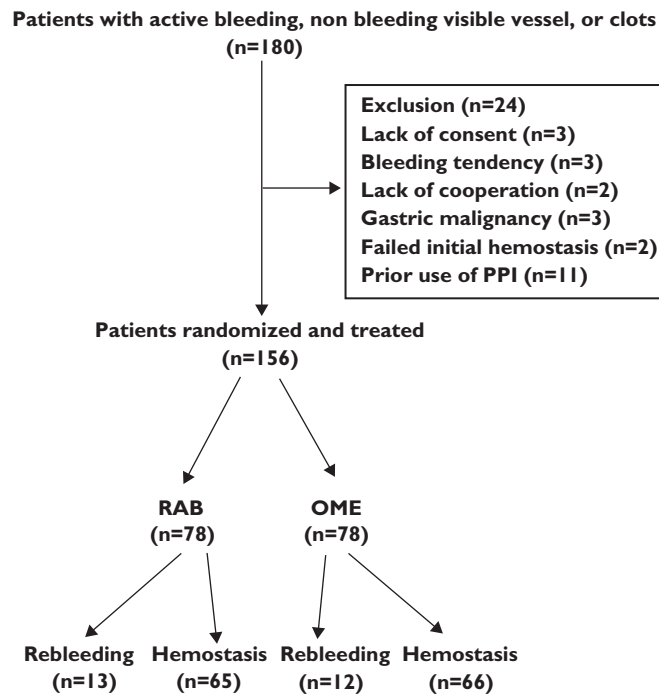 Patients with active bleeding, non bleeding visible vessel, or clots
(n=180)
Exclusion (n=24)
Lack of consent (n=3)
Bleeding tendency (n=3)
Lack of cooperation (n=2)
Gastric malignancy (n=3)
Failed initial hemostasis (n=2)
Prior use of PPI (n=11)
Patients randomized and treated
(n=156)
RAB
(n=78)
OME
(n=78)
Rebleeding
(n=13)
Hemostasis
(n=65)
Rebleeding
(n=12)
Hemostasis
(n=66)